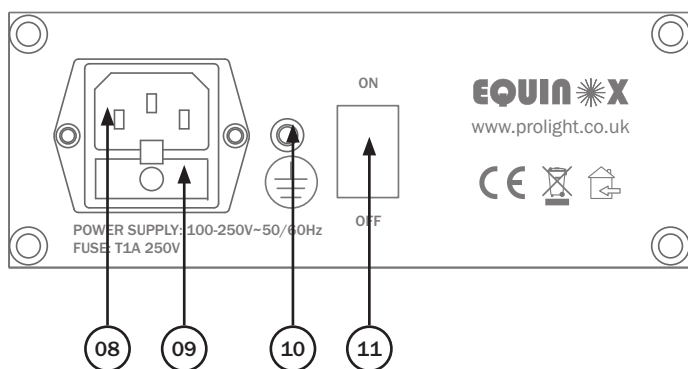 ON
EQUINOX
www.prolight.co.uk
CE
OFF
POWER SUPPLY: 100-250V~50/60Hz
FUSE: T1A 250V
08
09
10
11